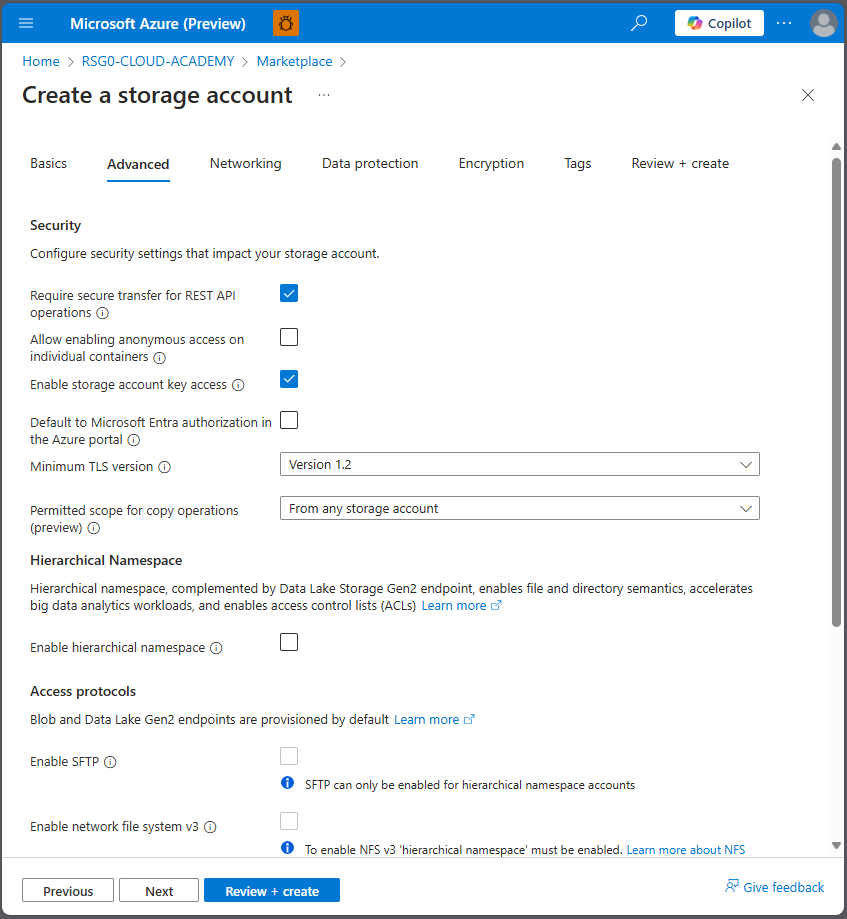 Microsoft Azure (Preview)
Copilot
Home > RSG0-CLOUD-ACADEMY > Marketplace >
Create a storage account ...
Basics
Advanced
Networking
Data protection
Encryption
Tags
Review + create
Security
Configure security settings that impact your storage account.
Require secure transfer for REST API
operations
Allow enabling anonymous access on
individual containers
Enable storage account key access
Default to Microsoft Entra authorization in
the Azure portal
Minimum TLS version
Version 1.2
Permitted scope for copy operations
(preview)
From any storage account
Hierarchical Namespace
Hierarchical namespace, complemented by Data Lake Storage Gen2 endpoint, enables file and directory semantics, accelerates
big data analytics workloads, and enables access control lists (ACLs) Learn more
Enable hierarchical namespace
Access protocols
Blob and Data Lake Gen2 endpoints are provisioned by default Learn more
Enable SFTP
SFTP can only be enabled for hierarchical namespace accounts
Enable network file system v3
To enable NFS v3 'hierarchical namespace' must be enabled. Learn more about NFS
Previous
Next
Review + create
Give feedback